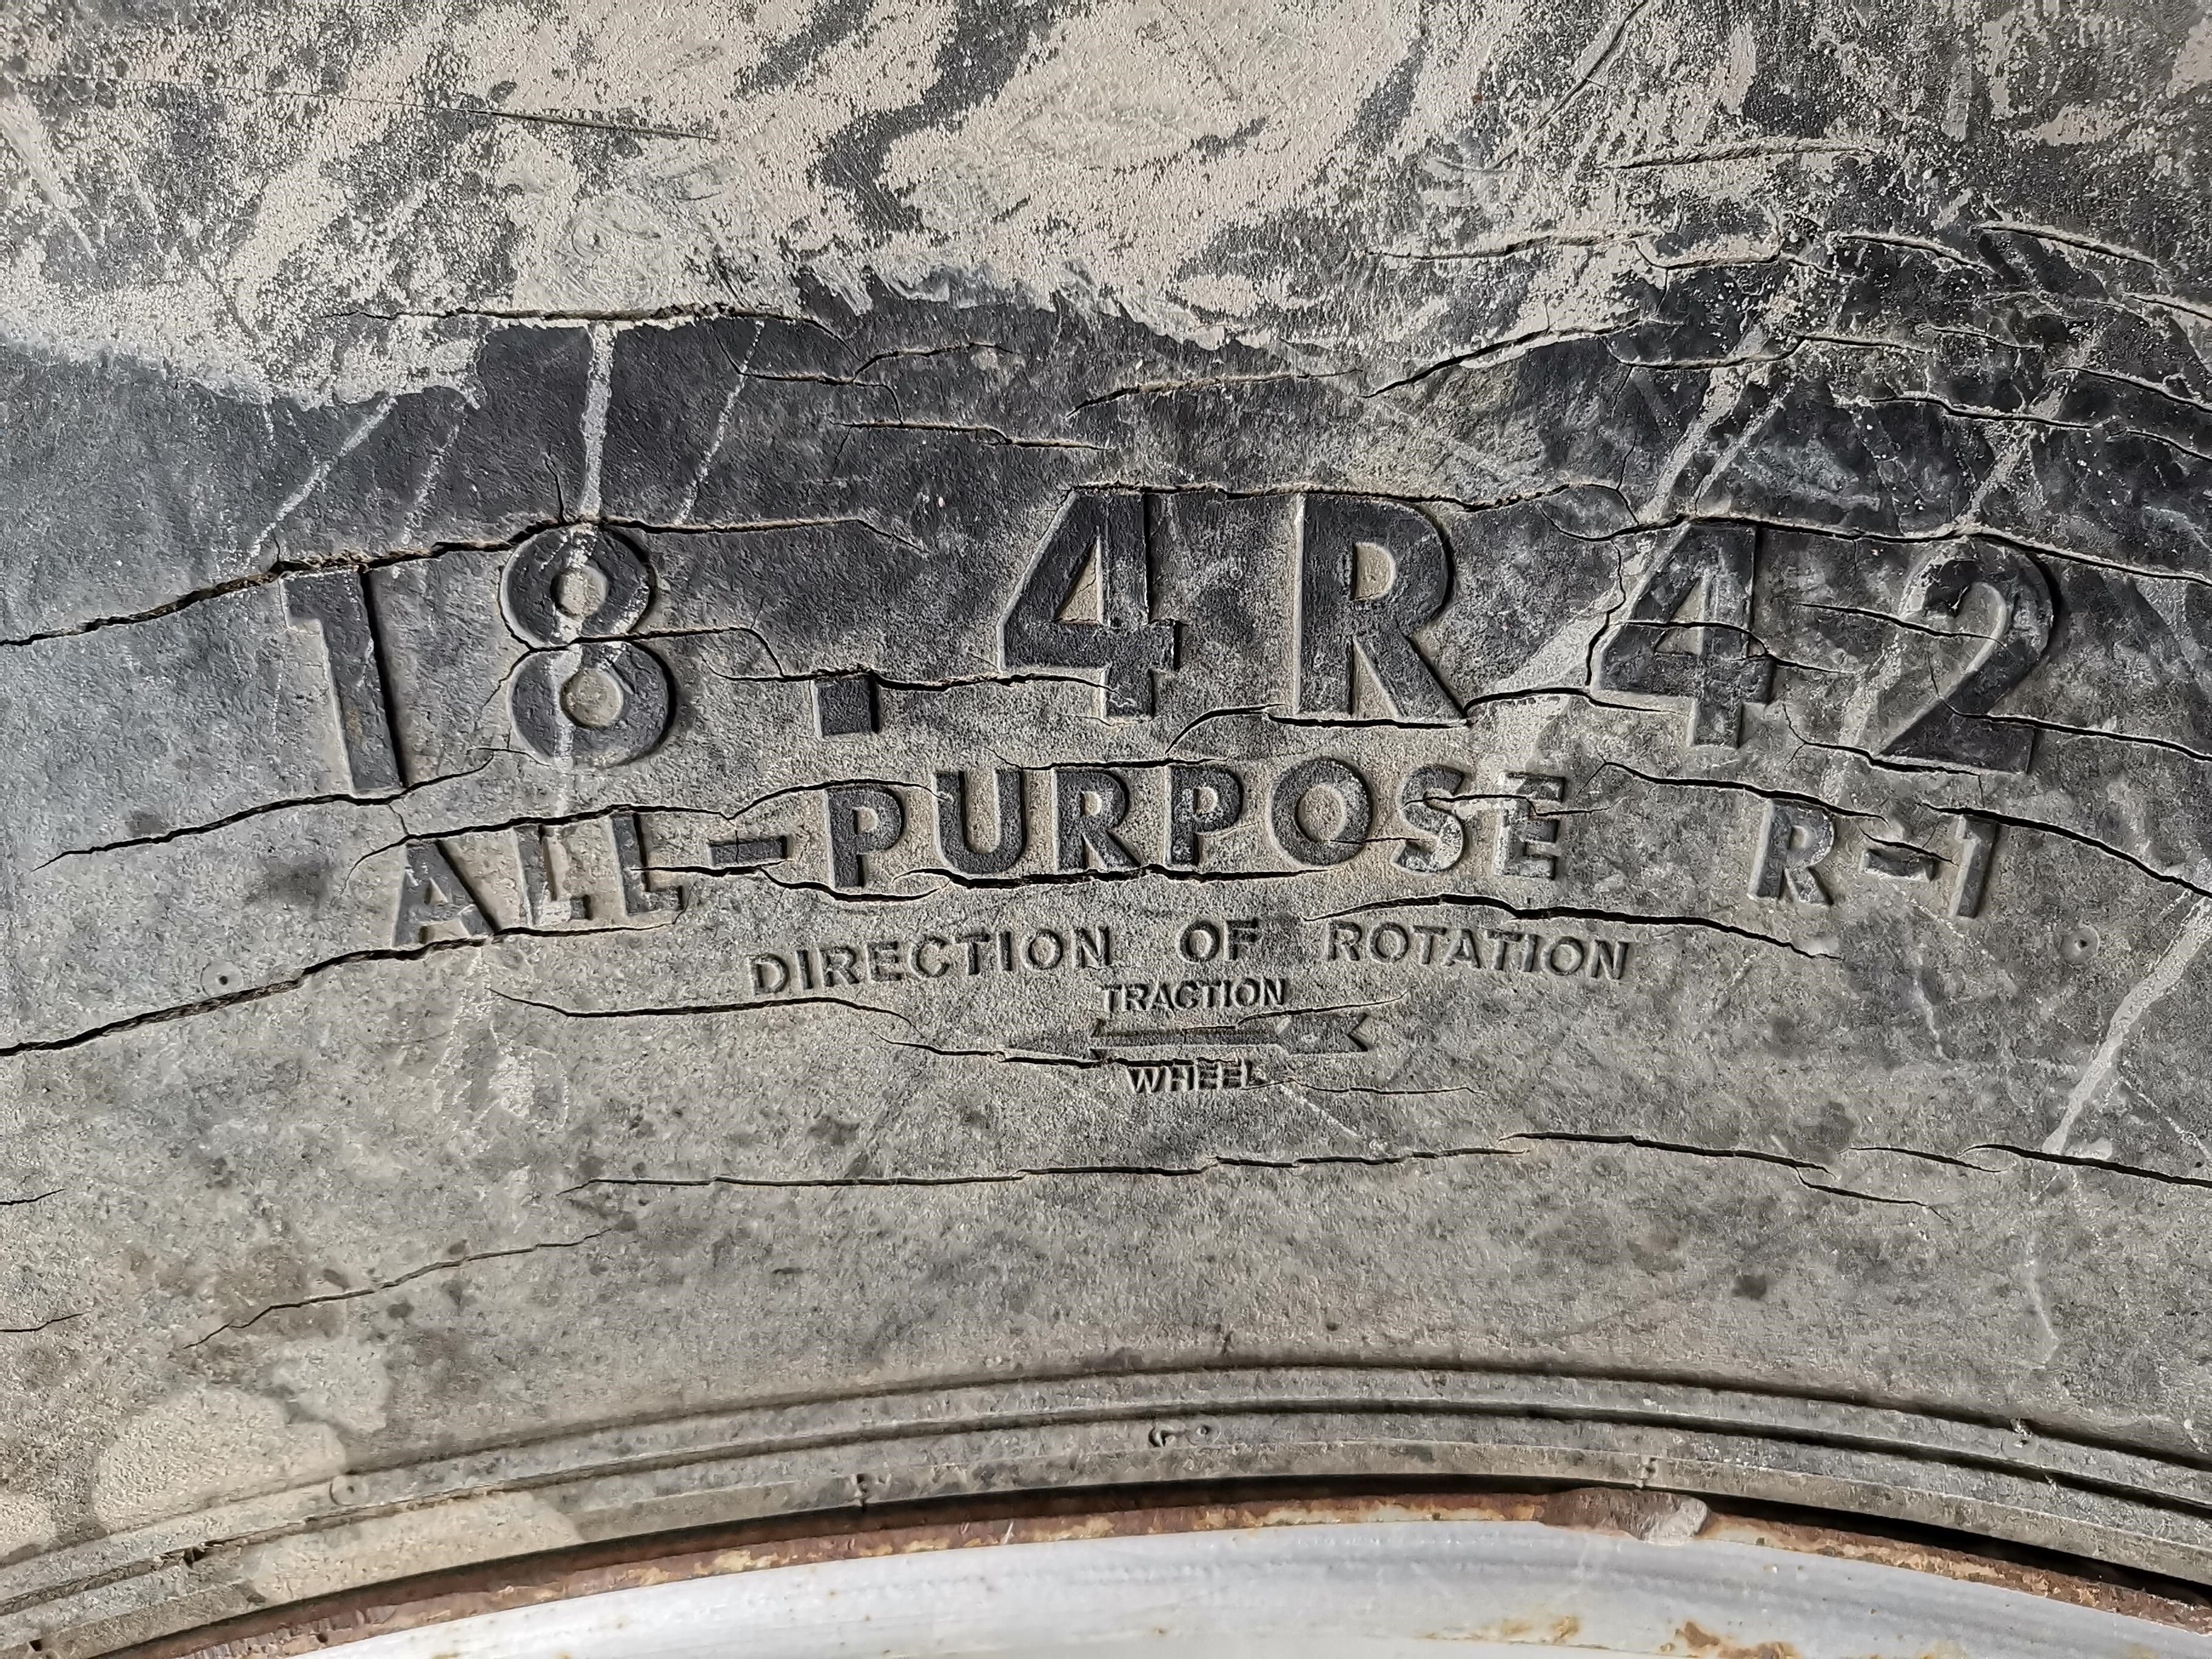 18.4R42
ALL-PURPOSE R-1
DIRECTION OF ROTATION
TRACTION
WHEEL